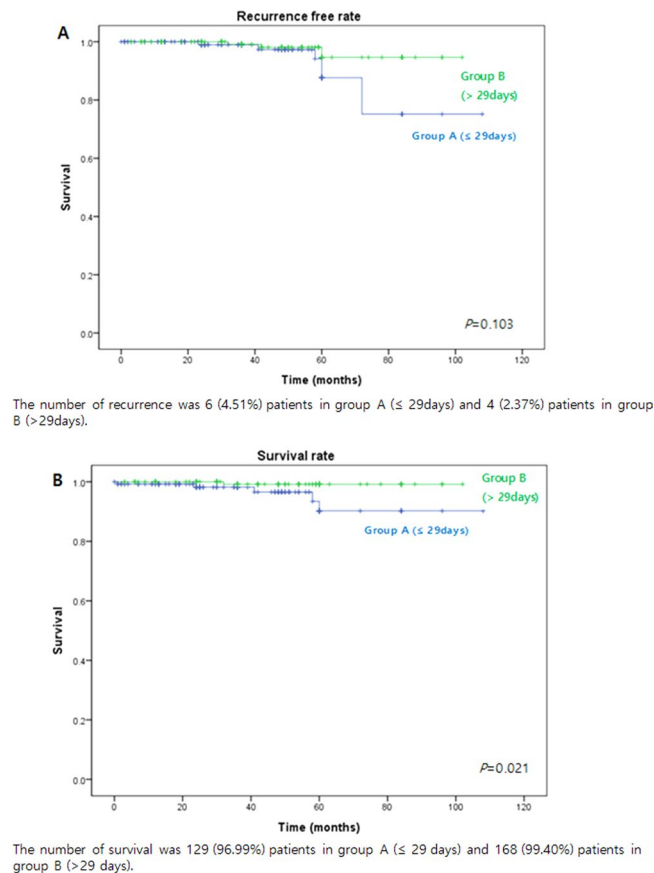 Recurrence free rate
A
1.0
0.8
0.6
0.4
0.2
0.0
Survival
Group B
(> 29days)
Group A (≤ 29days)
P=0.103
0 20 40 60 80 100 120
Time (months)
The number of recurrence was 6 (4.51%) patients in group A (≤ 29days) and 4 (2.37%) patients in group
B (>29days).
Survival rate
B
1.0
0.8
0.6
0.4
0.2
0.0
Survival
Group B
(> 29days)
Group A (≤ 29days)
P=0.021
0 20 40 60 80 100 120
Time (months)
The number of survival was 129 (96.99%) patients in group A (≤ 29 days) and 168 (99.40%) patients in
group B (>29 days).